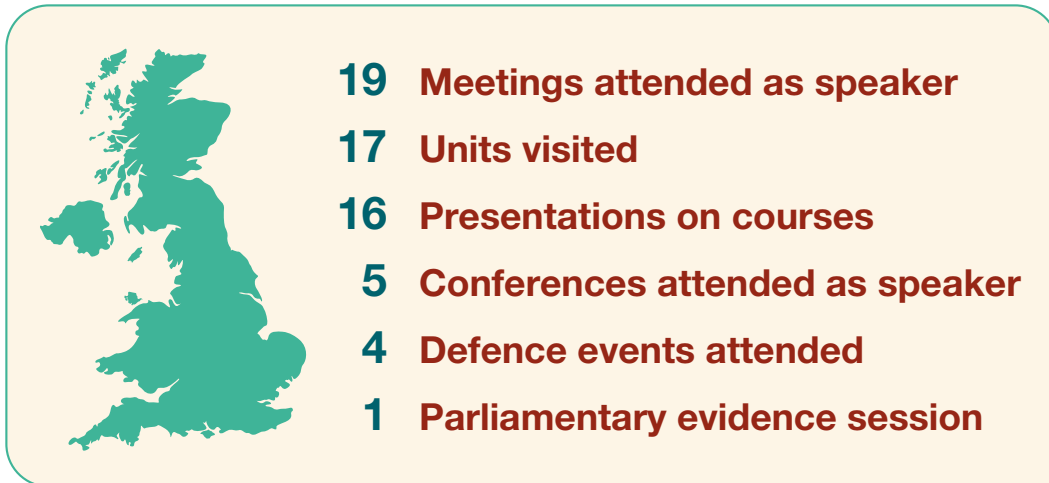 19 Meetings attended as speaker
17 Units visited
16 Presentations on courses
5 Conferences attended as speaker
4 Defence events attended
1 Parliamentary evidence session